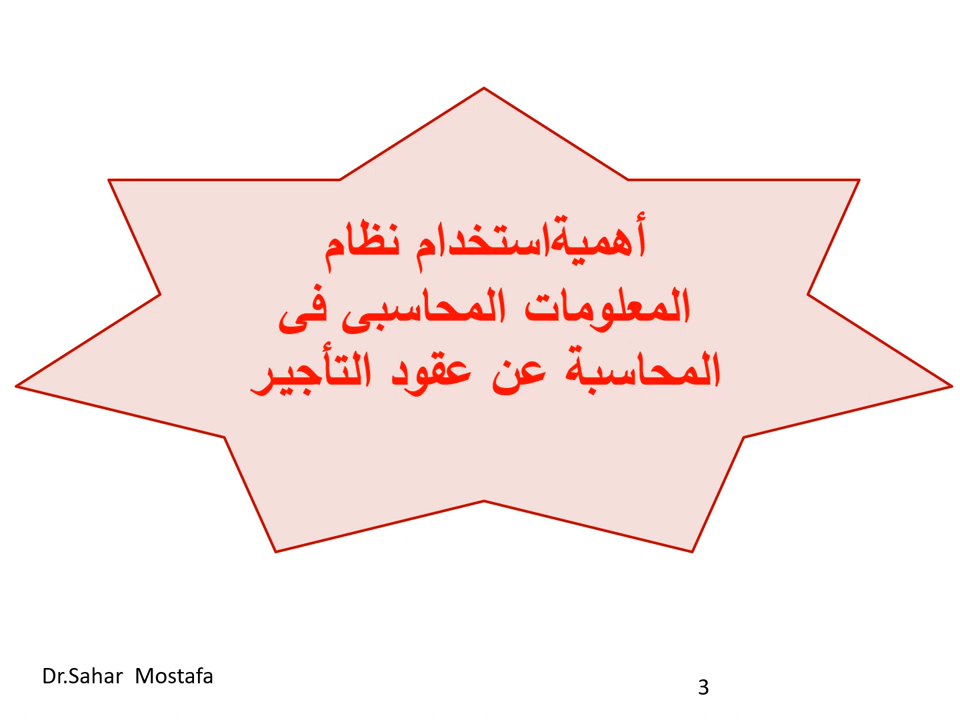 أهميةاستخدام نظام
المعلومات المحاسبى فى
المحاسبة عن عقود التأجير
Dr.Sahar Mostafa
3